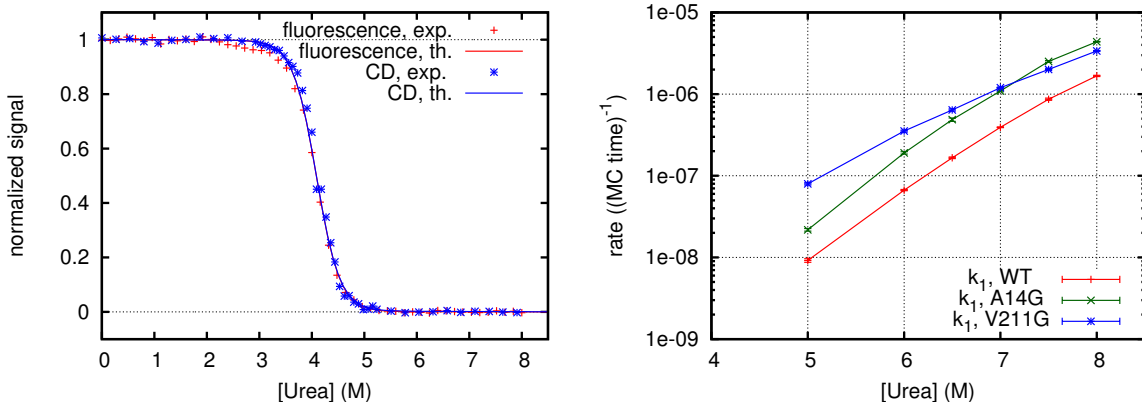 normalized signal
1
0.8
0.6
0.4
0.2
0
0 1 2 3 4 5 6 7 8
[Urea] (M)
fluorescence, exp.
fluorescence, th.
CD, exp.
CD, th.
rate ((MC time)⁻¹
1e-05
1e-06
1e-07
1e-08
1e-09
4 5 6 7 8
[Urea] (M)
k₁, WT
k₁, A14G
k₁, V211G